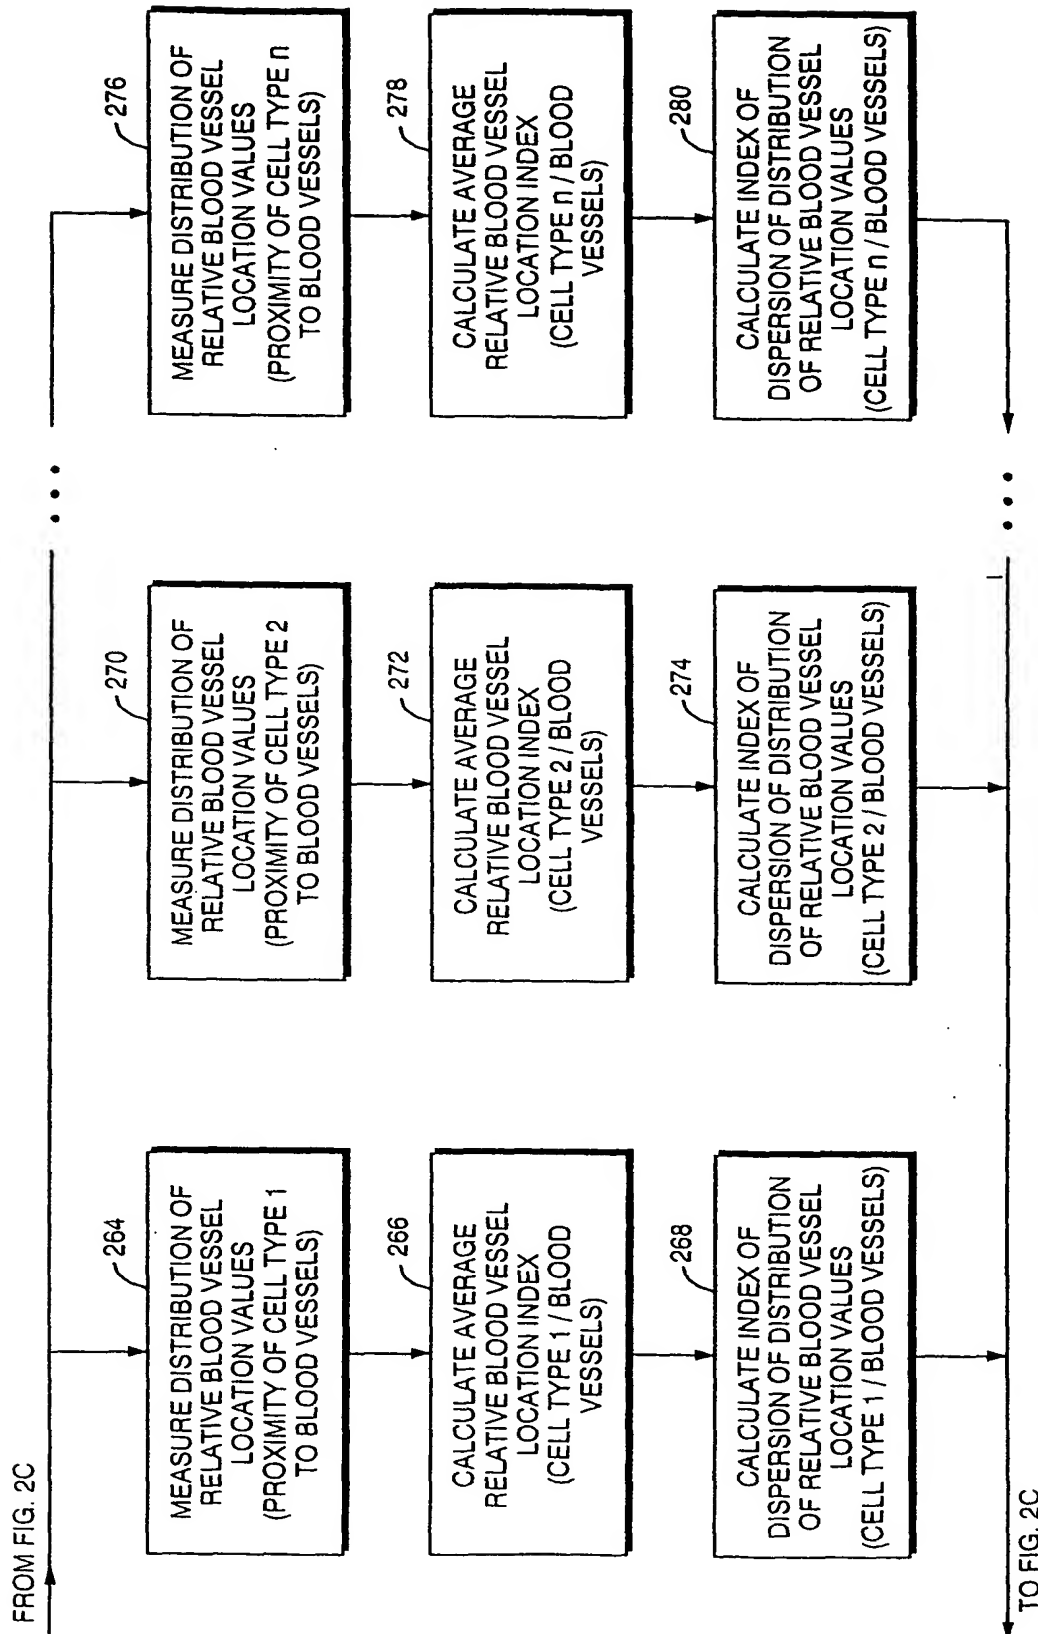 FROM FIG. 2C
264
MEASURE DISTRIBUTION OF
RELATIVE BLOOD VESSEL
LOCATION VALUES
(PROXIMITY OF CELL TYPE 1
TO BLOOD VESSELS)
266
CALCULATE AVERAGE
RELATIVE BLOOD VESSEL
LOCATION INDEX
(CELL TYPE 1 / BLOOD
VESSELS)
268
CALCULATE INDEX OF
DISPERSION OF DISTRIBUTION
OF RELATIVE BLOOD VESSEL
LOCATION VALUES
(CELL TYPE 1 / BLOOD VESSELS)
270
MEASURE DISTRIBUTION OF
RELATIVE BLOOD VESSEL
LOCATION VALUES
(PROXIMITY OF CELL TYPE 2
TO BLOOD VESSELS)
272
CALCULATE AVERAGE
RELATIVE BLOOD VESSEL
LOCATION INDEX
(CELL TYPE 2 / BLOOD
VESSELS)
274
CALCULATE INDEX OF
DISPERSION OF DISTRIBUTION
OF RELATIVE BLOOD VESSEL
LOCATION VALUES
(CELL TYPE 2 / BLOOD VESSELS)
• • •
276
MEASURE DISTRIBUTION OF
RELATIVE BLOOD VESSEL
LOCATION VALUES
(PROXIMITY OF CELL TYPE n
TO BLOOD VESSELS)
278
CALCULATE AVERAGE
RELATIVE BLOOD VESSEL
LOCATION INDEX
(CELL TYPE n / BLOOD
VESSELS)
280
CALCULATE INDEX OF
DISPERSION OF DISTRIBUTION
OF RELATIVE BLOOD VESSEL
LOCATION VALUES
(CELL TYPE n / BLOOD VESSELS)
• • •
TO FIG. 2C